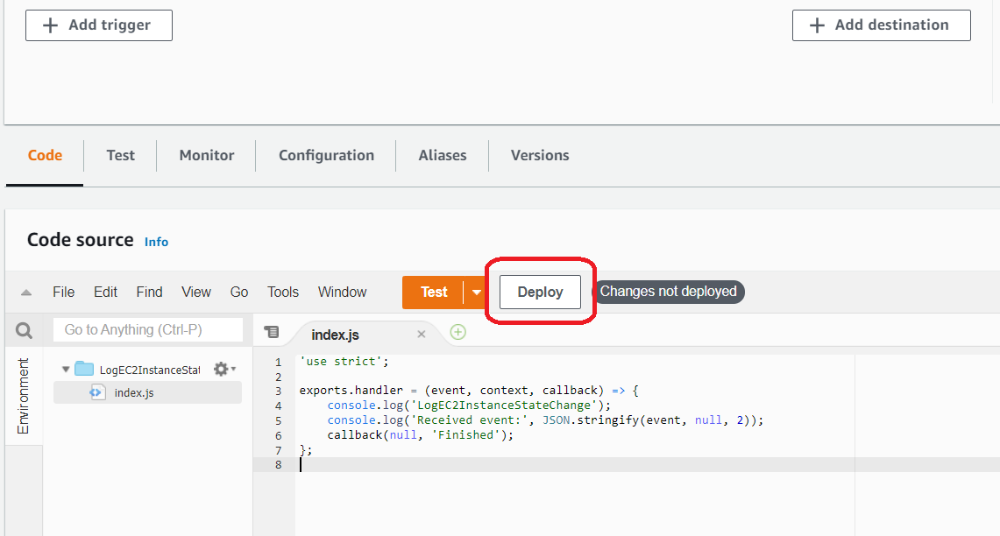 Add trigger
Add destination
Code
Test
Monitor
Configuration
Aliases
Versions
Code source Info
File Edit Find View Go Tools Window
Test
Deploy
Changes not deployed
Go to Anything (Ctrl-P)
index.js
Environment
LogEC2InstanceStat
index.js
1 'use strict';
2
3 exports.handler = (event, context, callback) => {
4     console.log('LogEC2InstanceStateChange');
5     console.log('Received event:', JSON.stringify(event, null, 2));
6     callback(null, 'Finished');
7 };
8